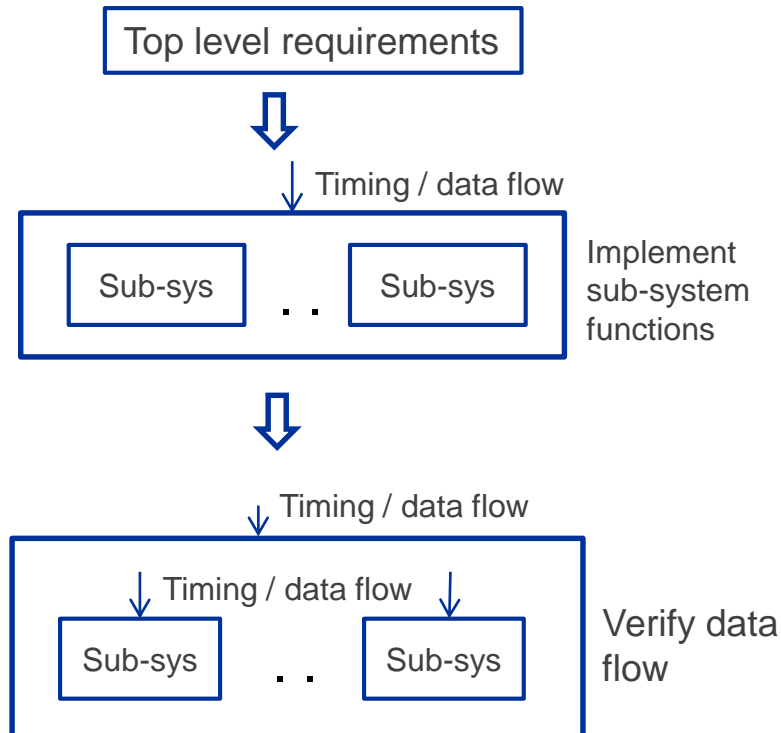 Top level requirements
Timing / data flow
Sub-sys . . Sub-sys
Implement
sub-system
functions
Timing / data flow
Timing / data flow
Sub-sys . . Sub-sys
Verify data
flow